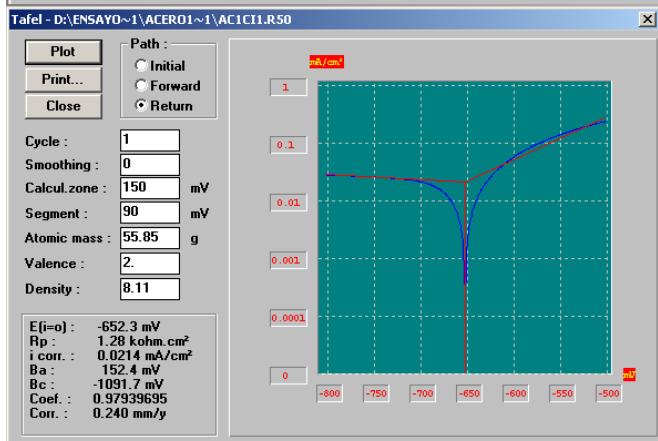 Tafel - D:\ENSAYO~1\ACERO1~1\AC1CI1.R50
Plot
Print...
Close
Path :
Initial
Forward
Return
Cycle : 1
Smoothing : 0
Calcul.zone : 150 mV
Segment : 90 mV
Atomic mass : 55.85 g
Valence : 2.
Density : 8.11
E(i=o) : -652.3 mV
Rp : 1.28 kohm.cm²
i corr. : 0.0214 mA/cm²
Ba : 152.4 mV
Bc : -1091.7 mV
Coef. : 0.97939695
Corr. : 0.240 mm/y
mA/cm²
1
0.1
0.01
0.001
0.0001
0
mV
-800 -750 -700 -650 -600 -550 -500